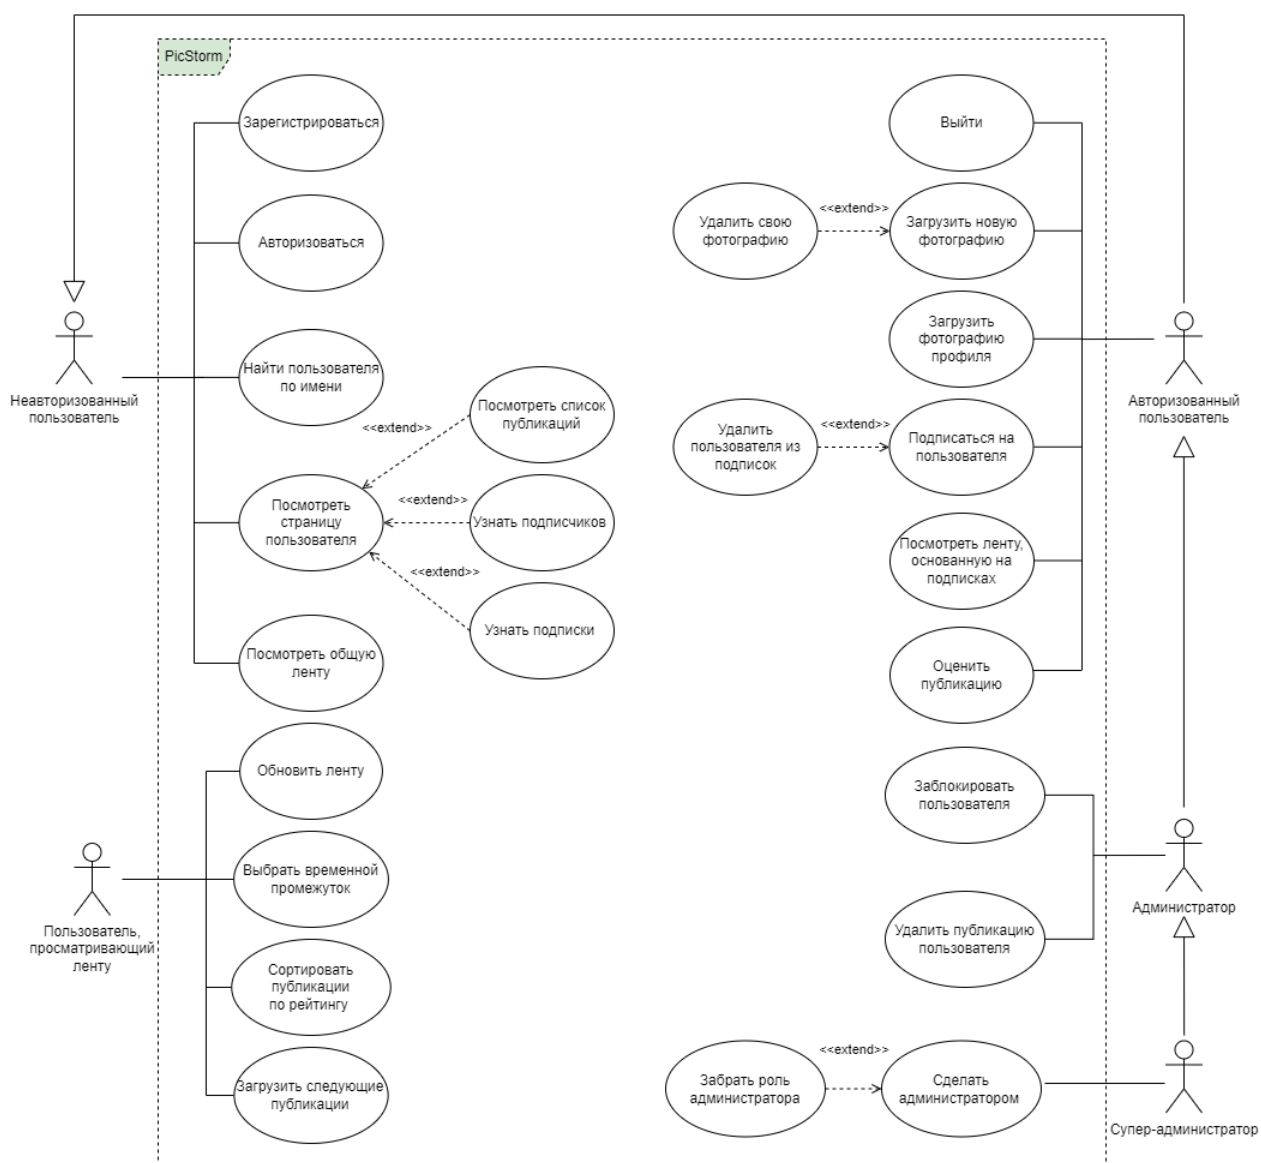 PicStorm
Зарегистрироваться
Авторизоваться
Неавторизованный
пользователь
Найти пользователя
по имени
<<extend>>
Посмотреть список
публикаций
Посмотреть
страницу
пользователя
<<extend>>
Узнать подписчиков
<<extend>>
Узнать подписки
Посмотреть общую
ленту
Выйти
Удалить свою
фотографию
<<extend>>
Загрузить новую
фотографию
Загрузить
фотографию
профиля
Авторизованный
пользователь
Удалить
пользователя из
подписок
<<extend>>
Подписаться на
пользователя
Посмотреть ленту,
основанную на
подписках
Оценить
публикацию
Обновить ленту
Выбрать временной
промежуток
Пользователь,
просматривающий
ленту
Сортировать
публикации
по рейтингу
Загрузить следующие
публикации
Заблокировать
пользователя
Администратор
Удалить публикацию
пользователя
Забрать роль
администратора
<<extend>>
Сделать
администратором
Супер-администратор